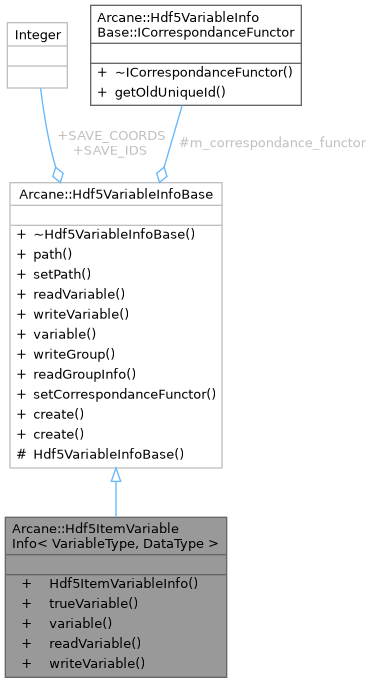 Integer
Arcane::Hdf5VariableInfo
Base::ICorrespondanceFunctor
+ ~ICorrespondanceFunctor()
+ getOldUniqueId()
+SAVE_COORDS
+SAVE_IDS
#m_correspondance_functor
Arcane::Hdf5VariableInfoBase
+ ~Hdf5VariableInfoBase()
+ path()
+ setPath()
+ readVariable()
+ writeVariable()
+ variable()
+ writeGroup()
+ readGroupInfo()
+ setCorrespondanceFunctor()
+ create()
+ create()
# Hdf5VariableInfoBase()
Arcane::Hdf5ItemVariable
Info< VariableType, DataType >
+ Hdf5ItemVariableInfo()
+ trueVariable()
+ variable()
+ readVariable()
+ writeVariable()